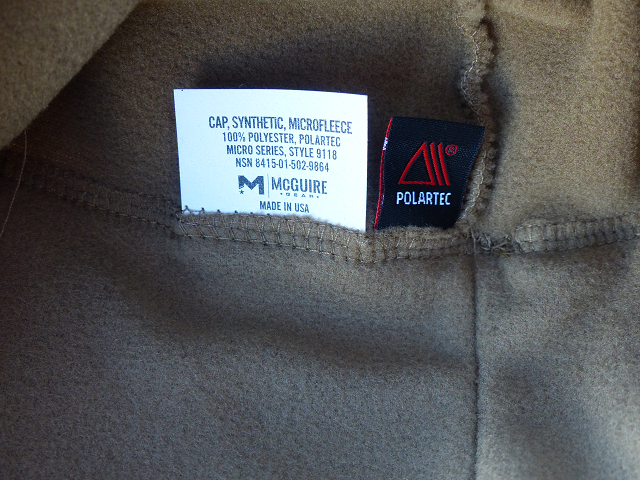 CAP, SYNTHETIC, MICROFLEECE
100% POLYESTER, POLARTEC
MICRO SERIES, STYLE 9118
NSN 8415-01-502-9864
M MCGUIRE
GEAR
MADE IN USA
®
POLARTEC